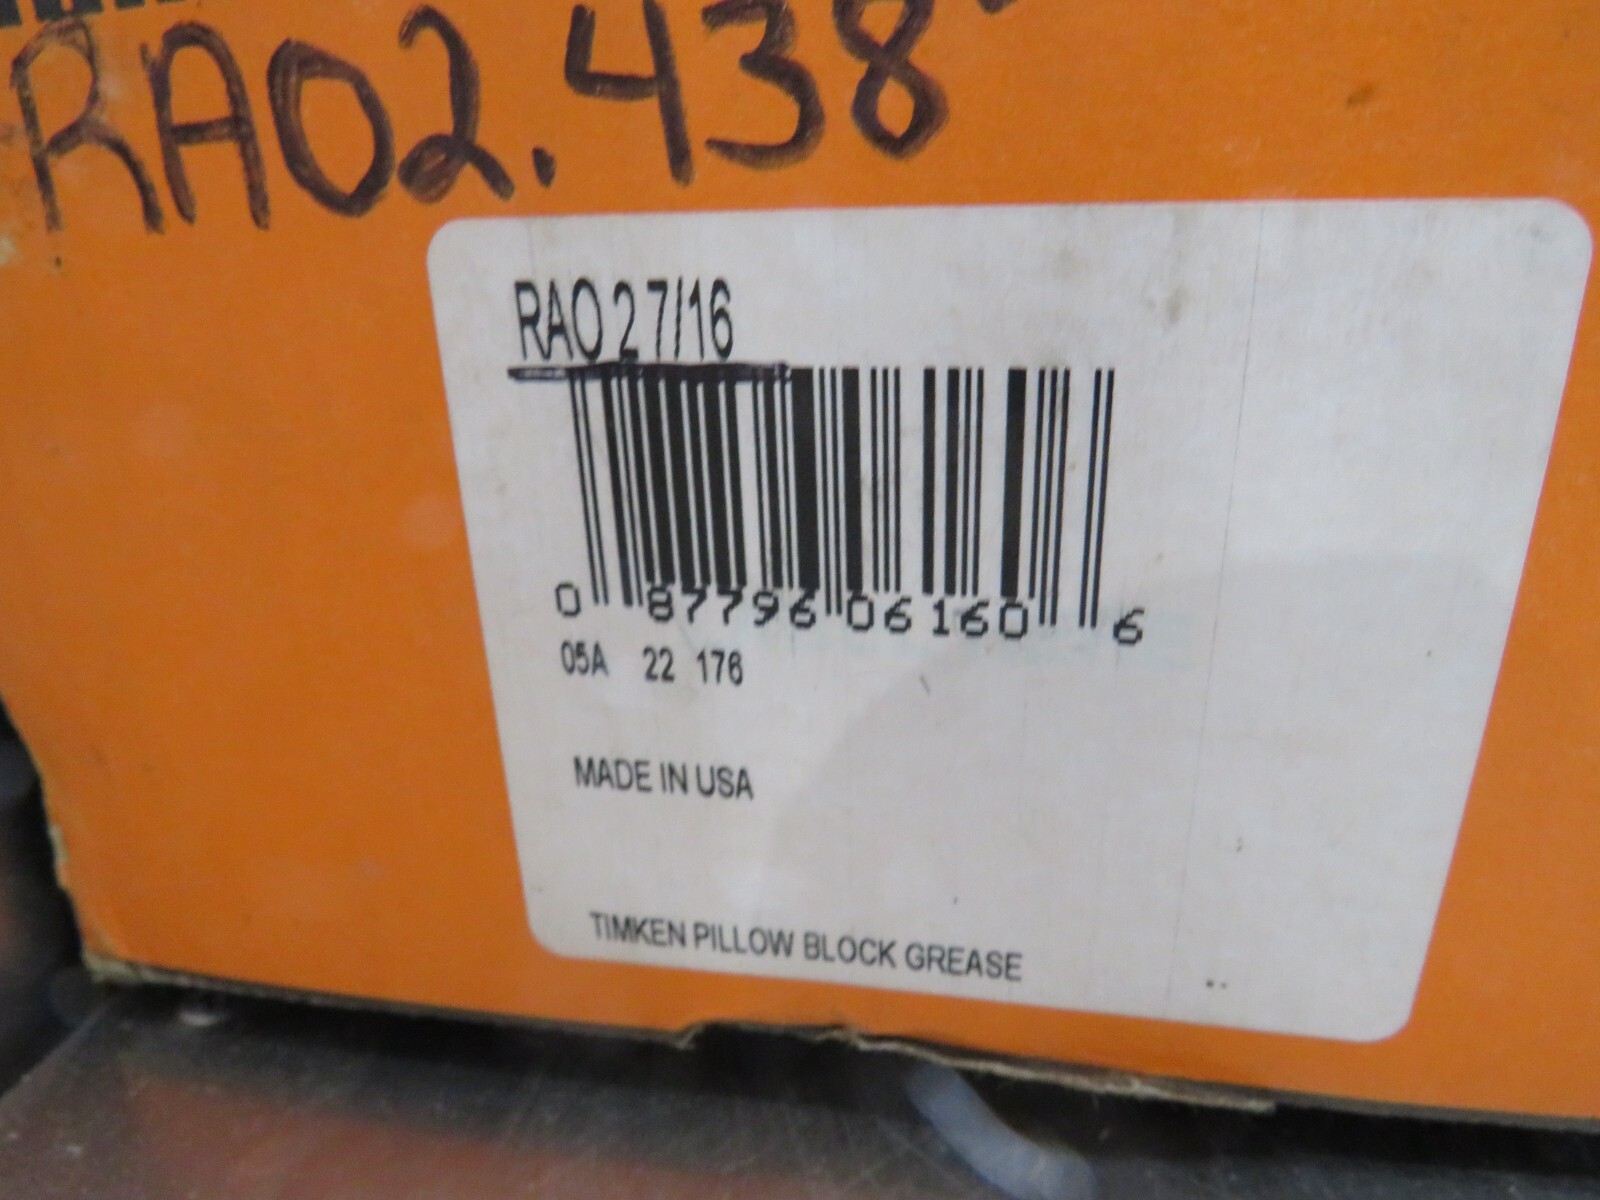 RAO2.438"
RAO 2 7/16
0 87796 06160 6
05A 22 176
MADE IN USA
TIMKEN PILLOW BLOCK GREASE